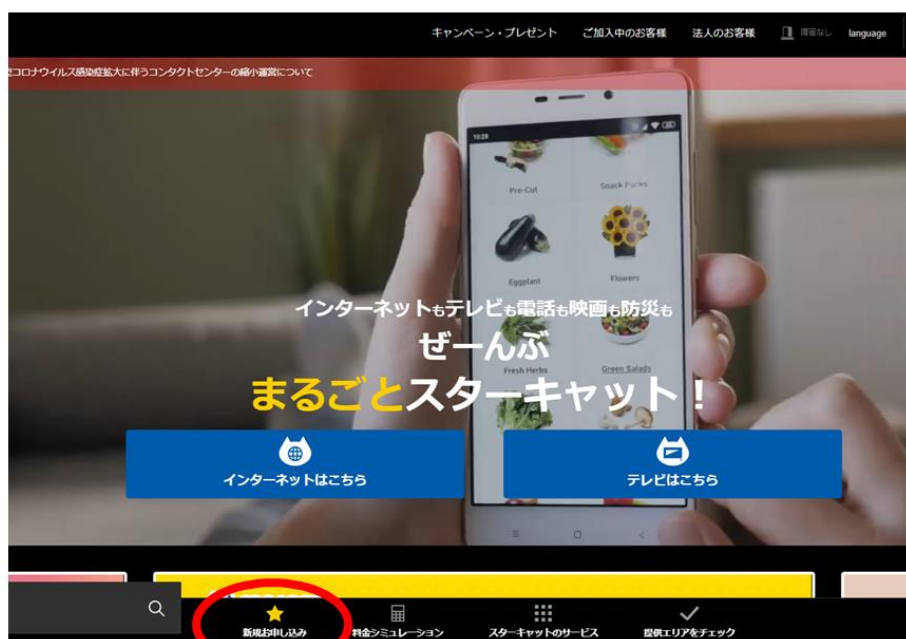 キャンペーン・プレゼント ご加入中のお客様 法人のお客様 障害なし language
コロナウイルス感染症拡大に伴うコンタクトセンターの縮小運営について
10:28
Pre-Cut Snack Packs
Eggplant Flowers
インターネットもテレビも電話も映画も防災も
ぜーんぶ
Fresh Herbs Green Salads
まるごとスターキャット!
インターネットはこちら テレビはこちら
新規お申し込み 料金シミュレーション スターキャットのサービス 提供エリアをチェック